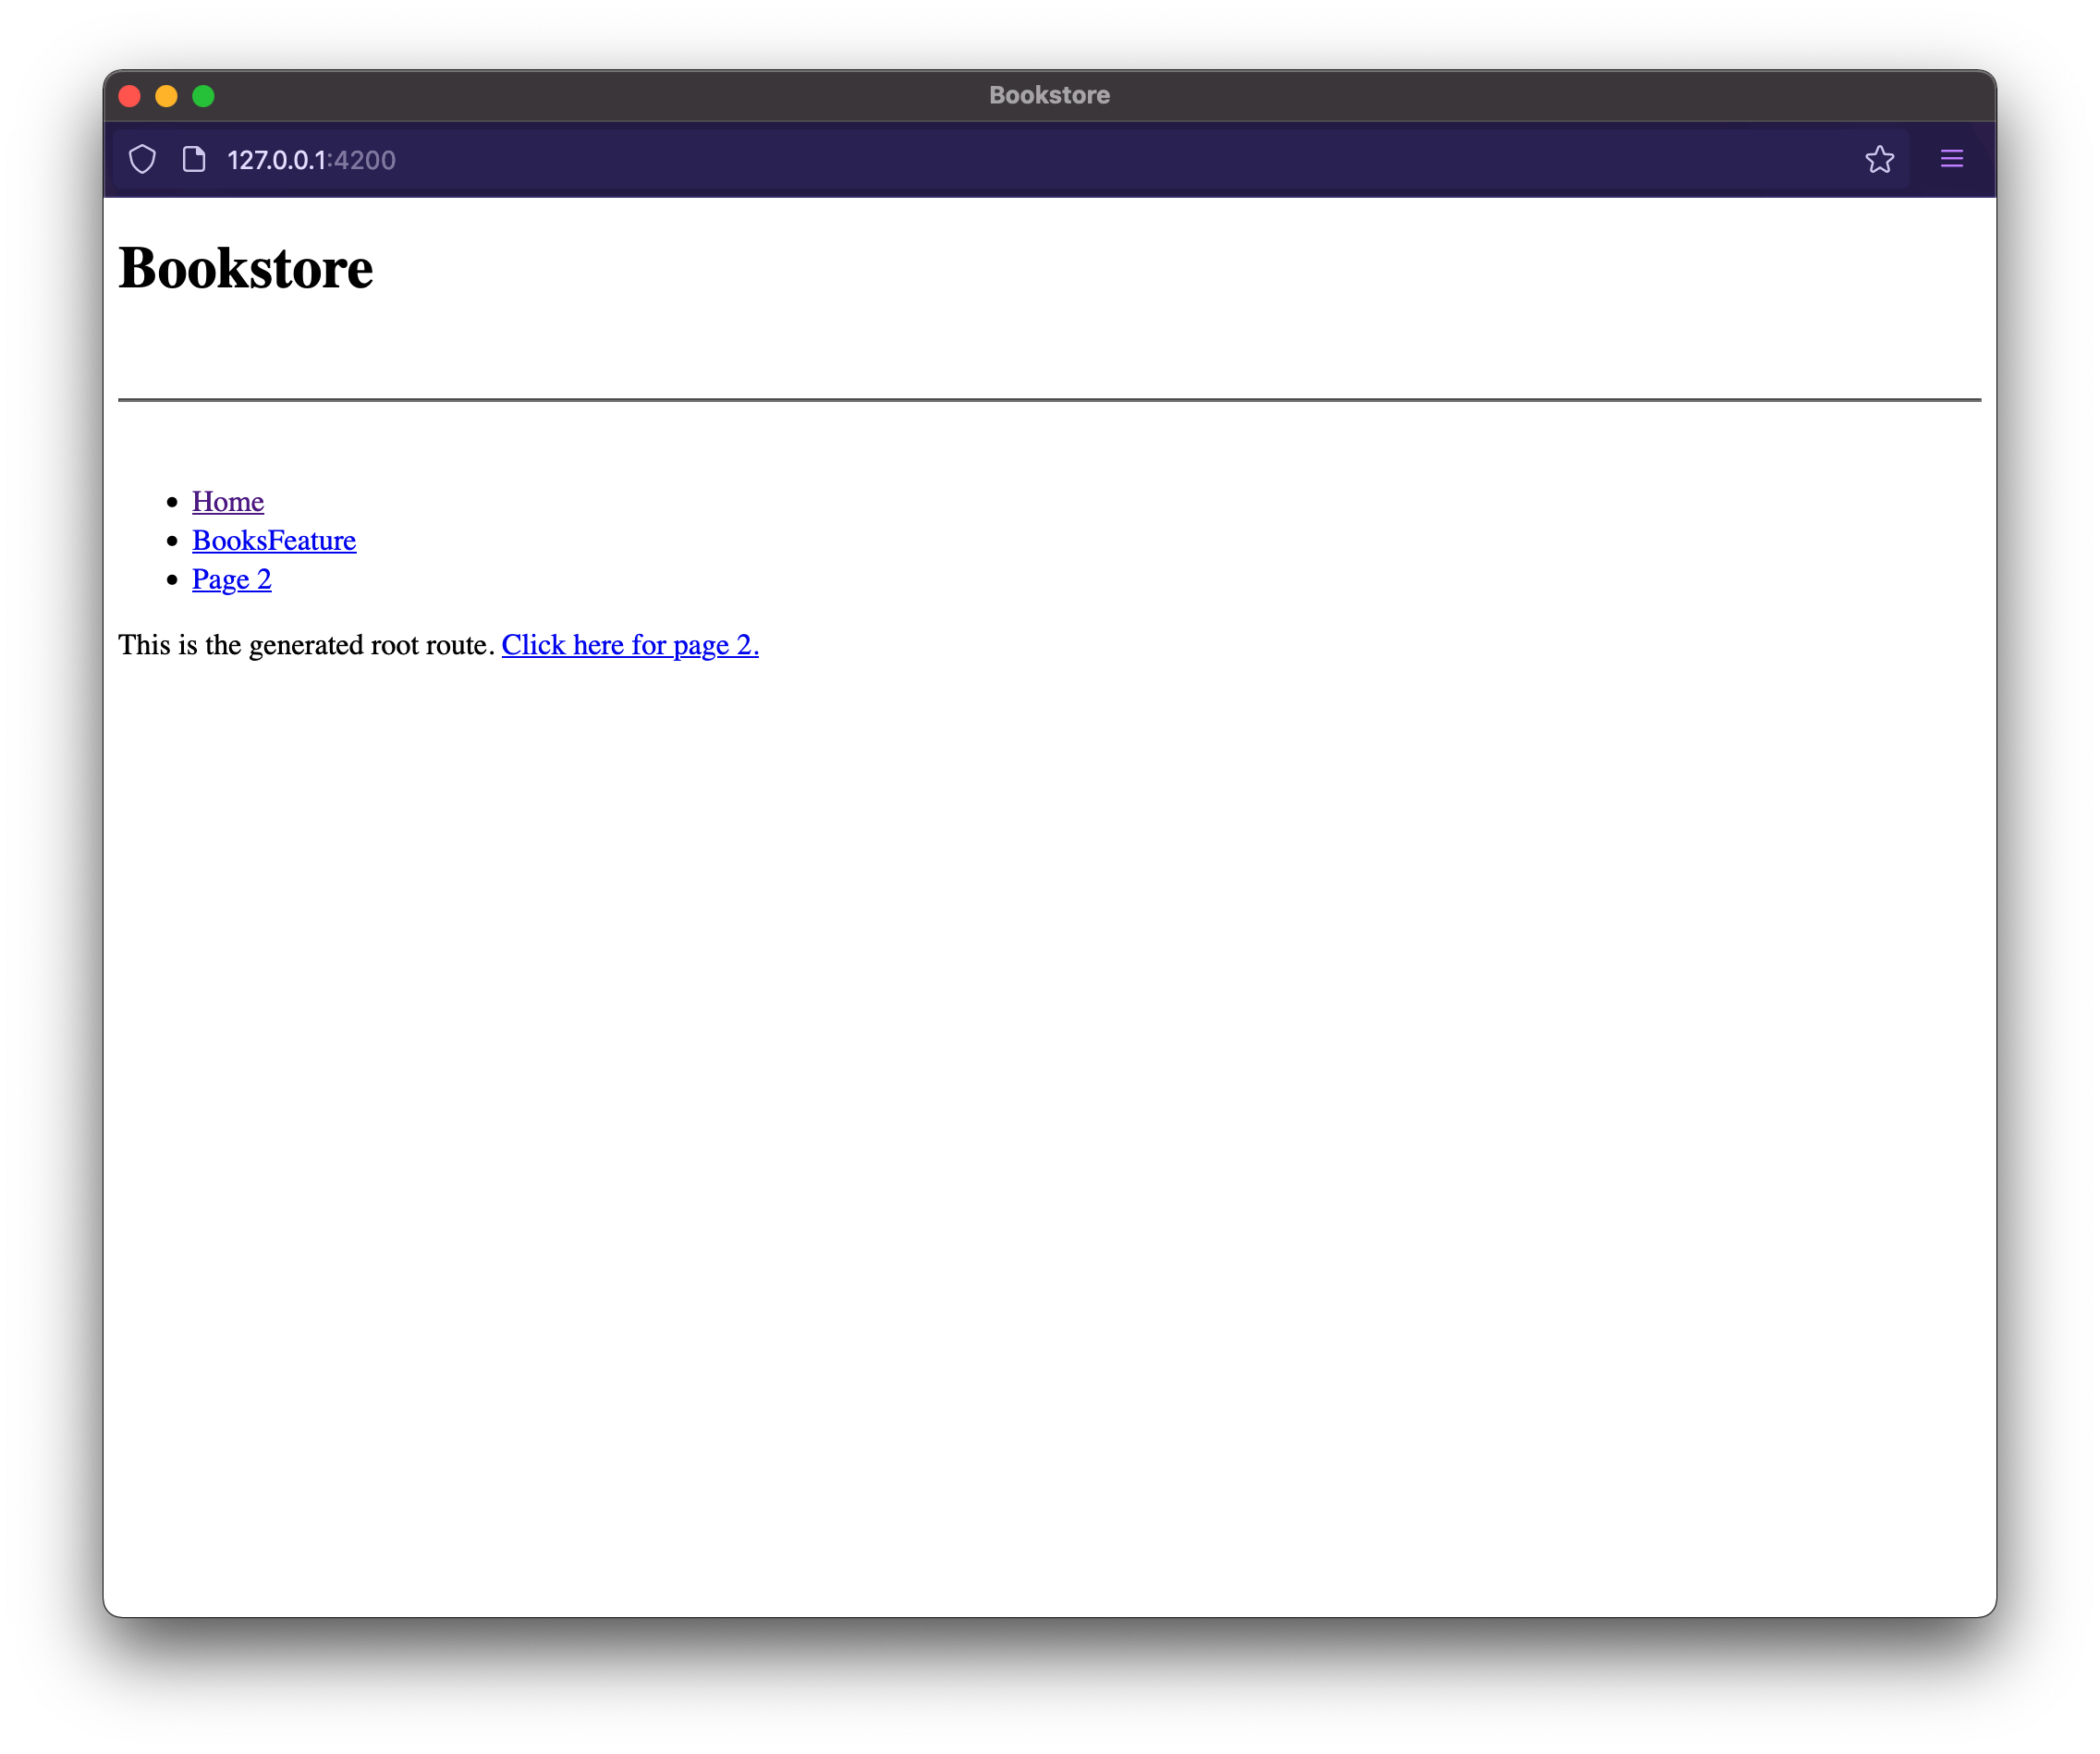 Bookstore
127.0.0.1:4200
Bookstore
Home
BooksFeature
Page 2
This is the generated root route. Click here for page 2.